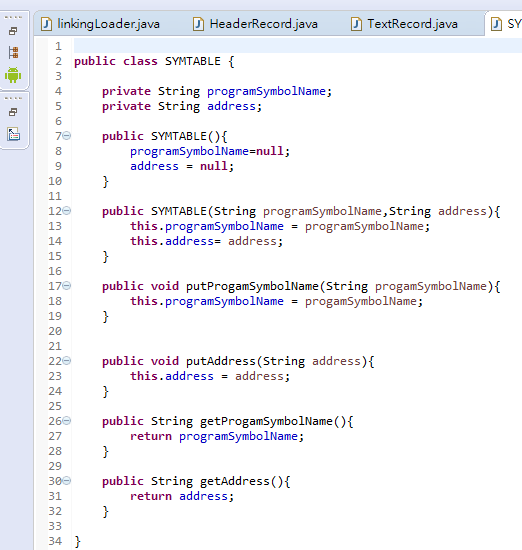 linkingLoader.java HeaderRecord.java TextRecord.java SY
1
2 public class SYMTABLE {
3
4 private String programSymbolName;
5 private String address;
6
7 public SYMTABLE(){
8 programSymbolName=null;
9 address = null;
10 }
11
12 public SYMTABLE(String programSymbolName,String address){
13 this.programSymbolName = programSymbolName;
14 this.address= address;
15 }
16
17 public void putProgamSymbolName(String progamSymbolName){
18 this.programSymbolName = progamSymbolName;
19 }
20
21
22 public void putAddress(String address){
23 this.address = address;
24 }
25
26 public String getProgamSymbolName(){
27 return programSymbolName;
28 }
29
30 public String getAddress(){
31 return address;
32 }
33
34 }